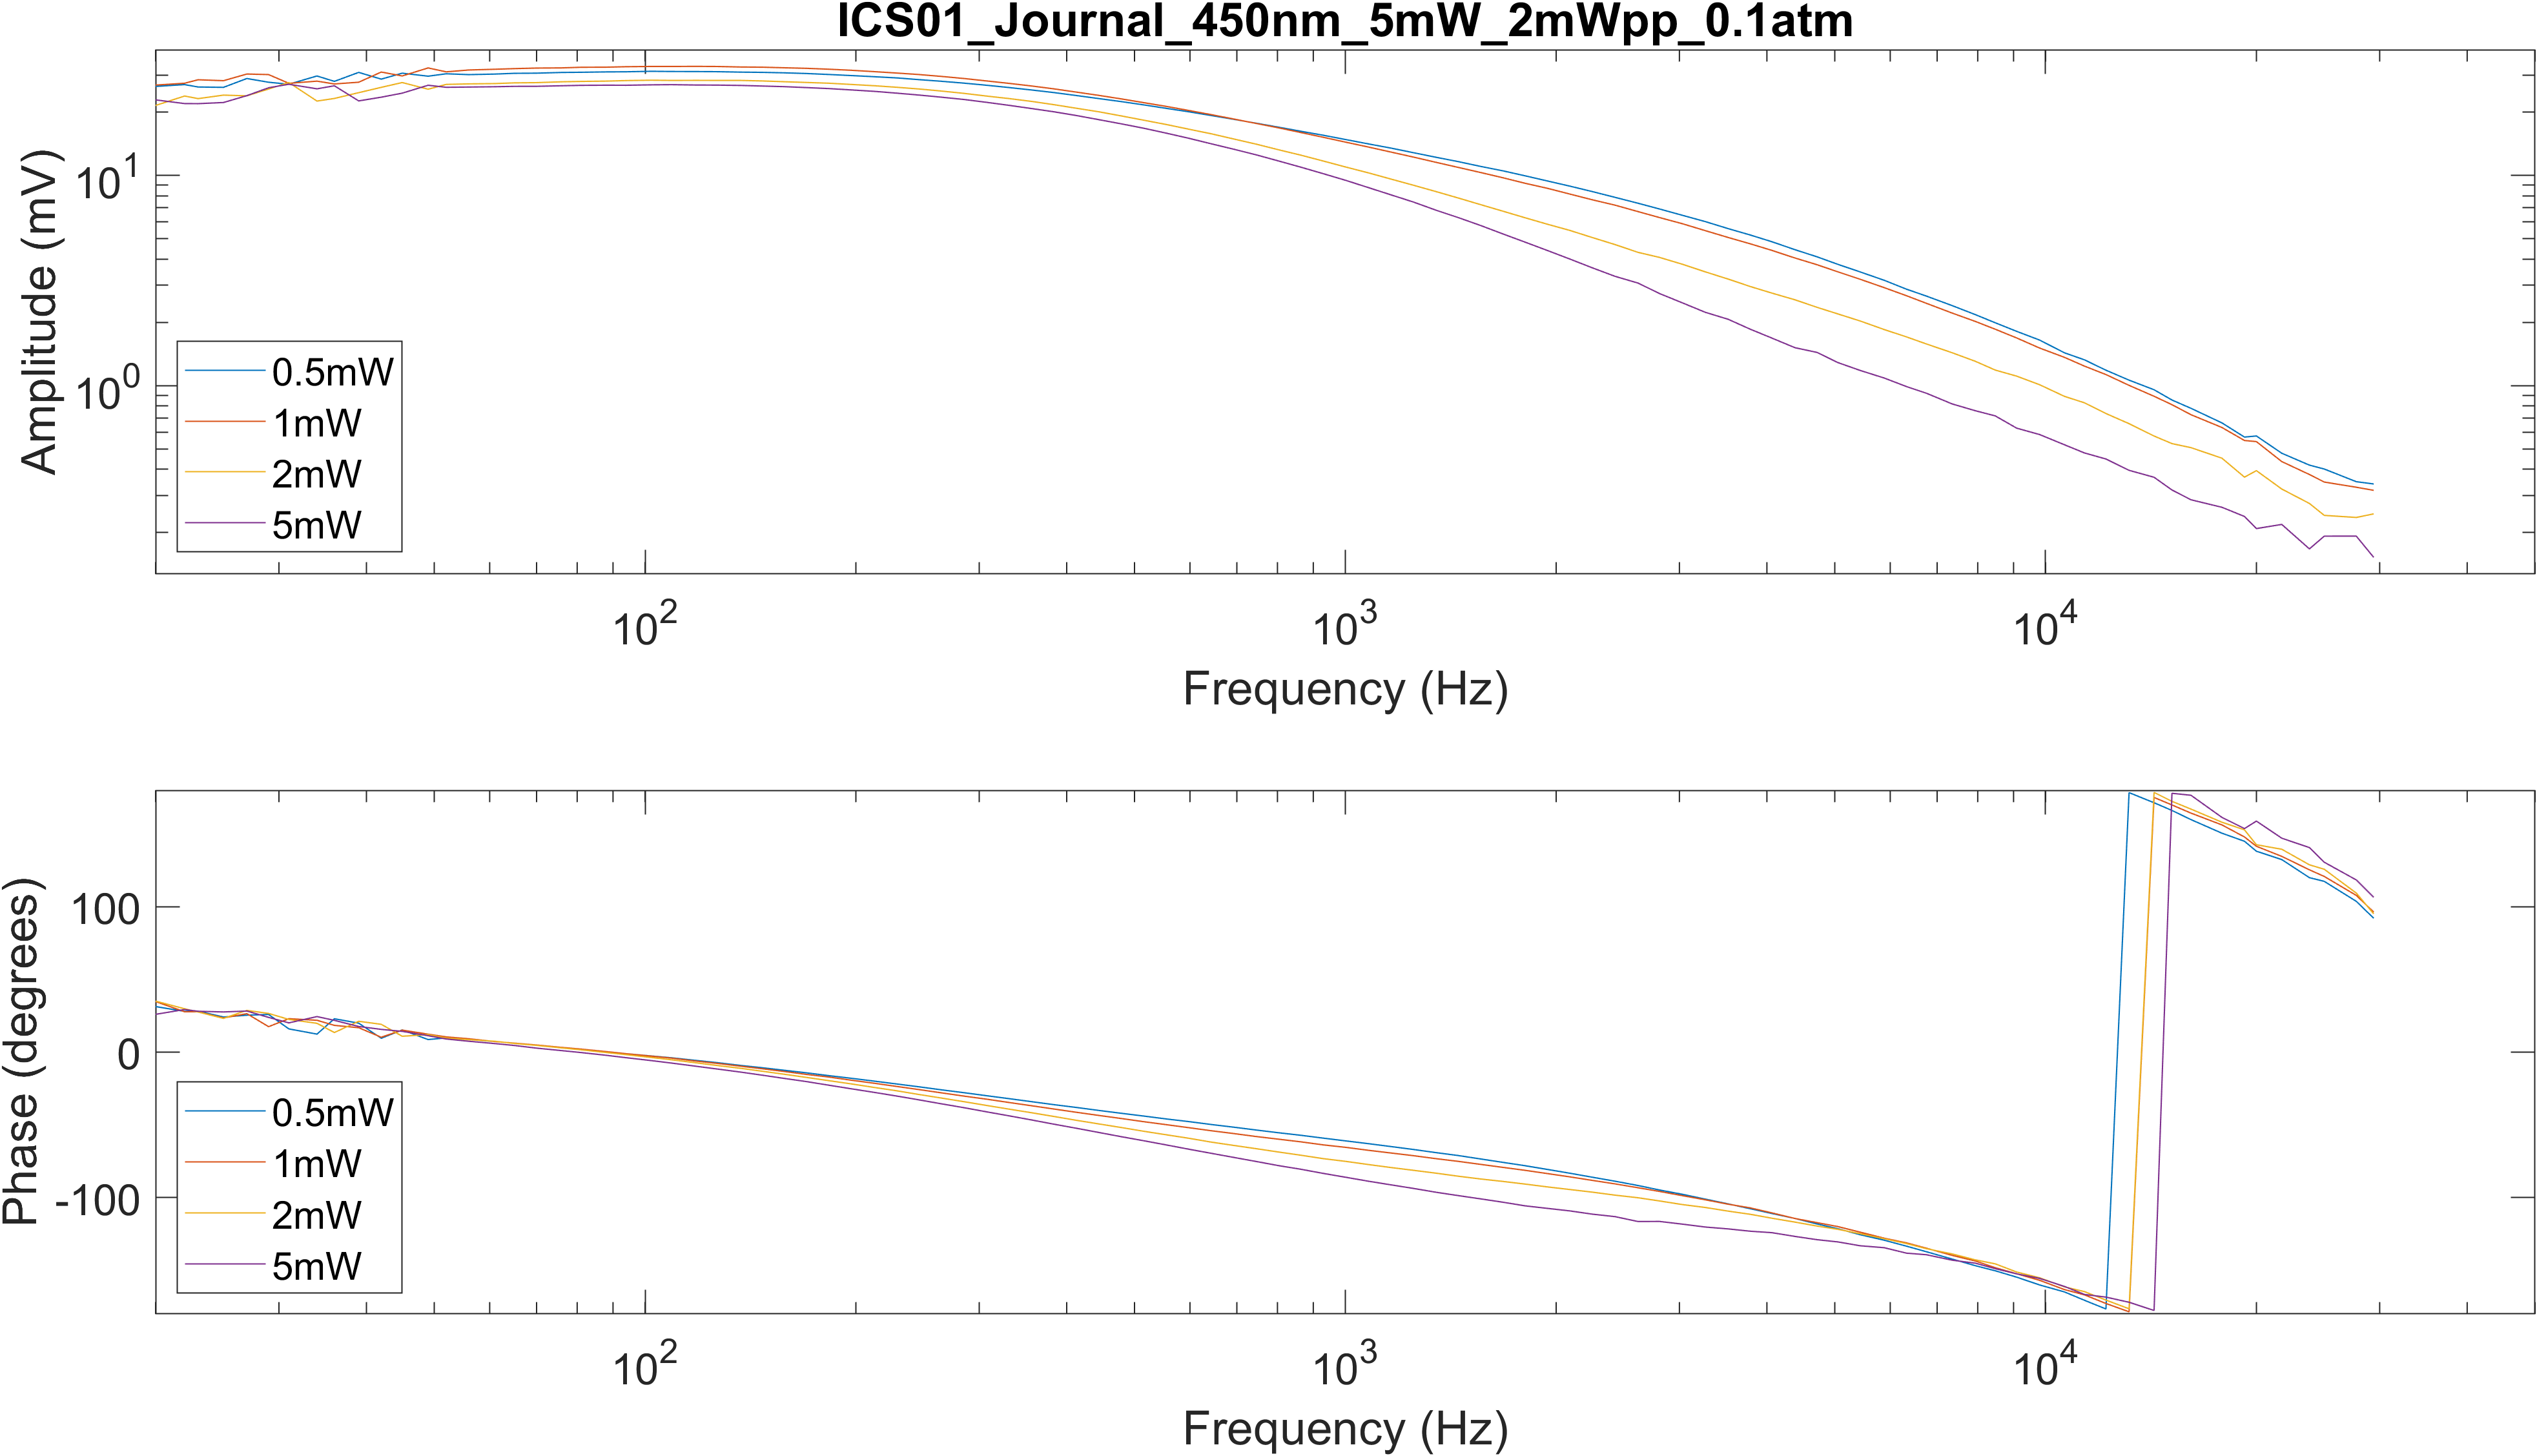 ICS01_Journal_450nm_5mW_2mWpp_0.1atm
Amplitude (mV)
10^1
10^0
0.5mW
1mW
2mW
5mW
10^2
10^3
10^4
Frequency (Hz)
Phase (degrees)
100
0
-100
0.5mW
1mW
2mW
5mW
10^2
10^3
10^4
Frequency (Hz)